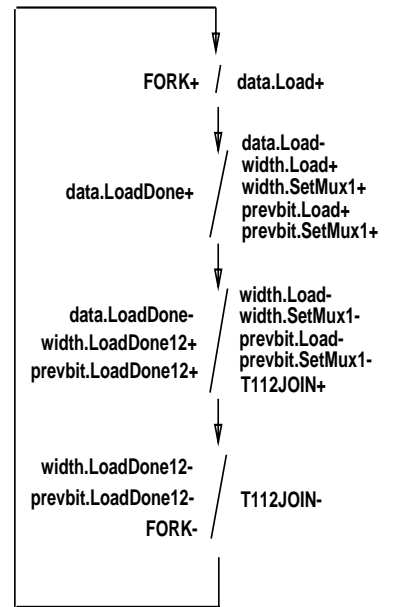 FORK+ / data.Load+
data.Load-
width.Load+
data.LoadDone+ / width.SetMux1+
prevbit.Load+
prevbit.SetMux1+
width.Load-
data.LoadDone- width.SetMux1-
width.LoadDone12+ / prevbit.Load-
prevbit.LoadDone12+ prevbit.SetMux1-
T112JOIN+
width.LoadDone12-
prevbit.LoadDone12- / T112JOIN-
FORK-